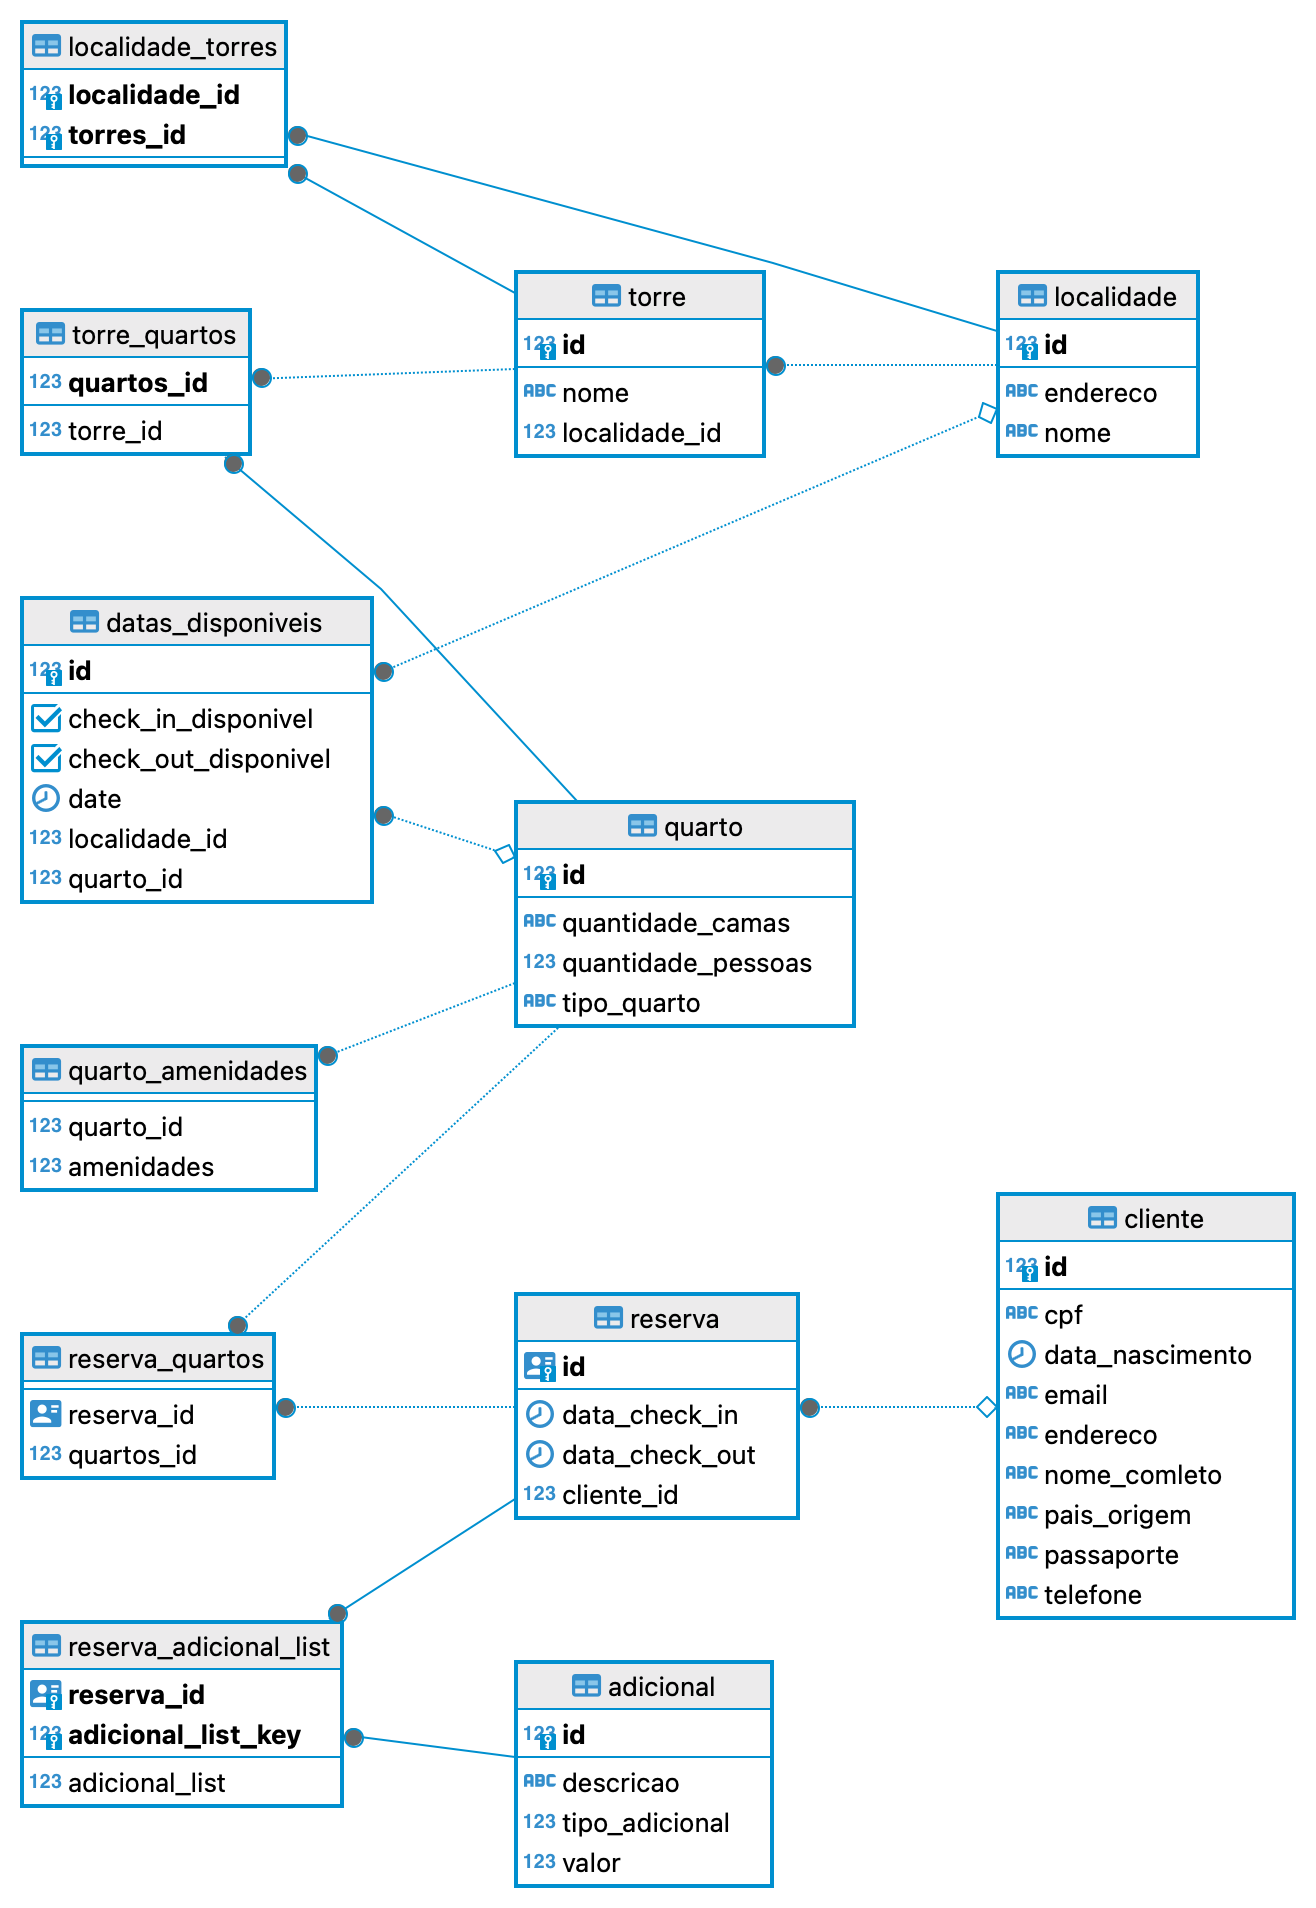 localidade_torres
123 localidade_id
123 torres_id
torre
123 id
ABC nome
123 localidade_id
localidade
123 id
ABC endereco
ABC nome
torre_quartos
123 quartos_id
123 torre_id
datas_disponiveis
123 id
check_in_disponivel
check_out_disponivel
date
123 localidade_id
123 quarto_id
quarto
123 id
ABC quantidade_camas
123 quantidade_pessoas
ABC tipo_quarto
quarto_amenidades
123 quarto_id
123 amenidades
cliente
123 id
ABC cpf
data_nascimento
ABC email
ABC endereco
ABC nome_comleto
ABC pais_origem
ABC passaporte
ABC telefone
reserva
id
data_check_in
data_check_out
123 cliente_id
reserva_quartos
reserva_id
123 quartos_id
reserva_adicional_list
reserva_id
123 adicional_list_key
123 adicional_list
adicional
123 id
ABC descricao
123 tipo_adicional
123 valor